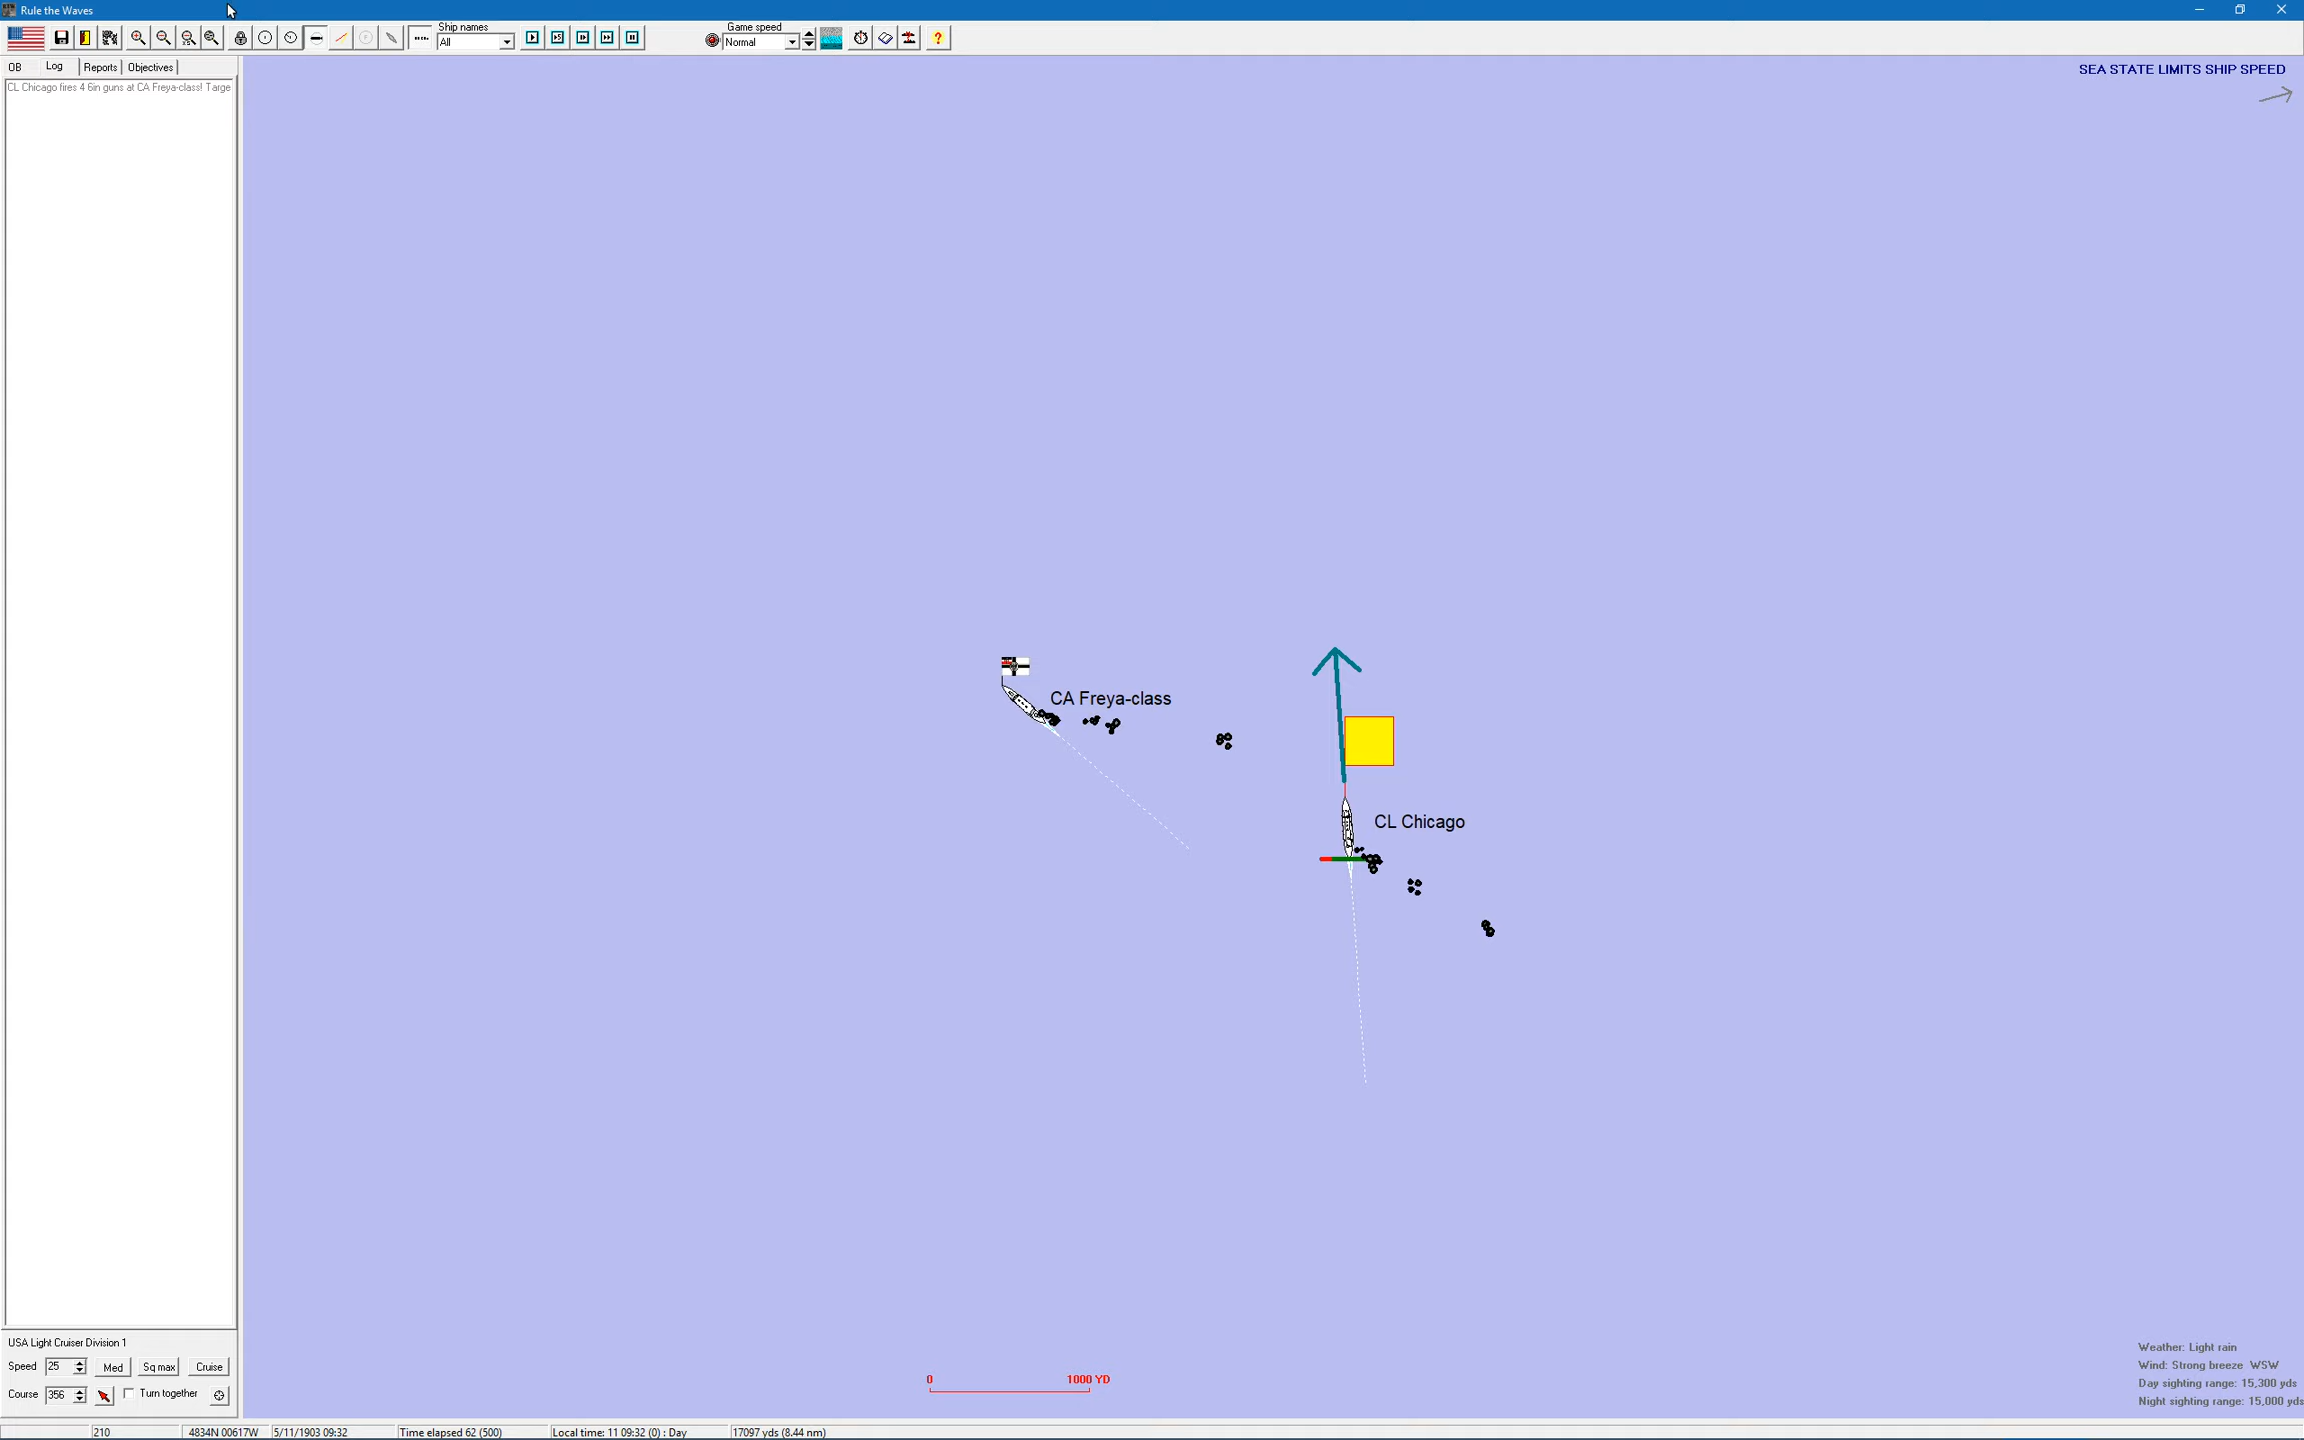 Rule the Waves
Ship names
All
Game speed
Normal
?
OB
Log
Reports
Objectives
CL Chicago fires 4 6in guns at CA Freya-class! Targe
SEA STATE LIMITS SHIP SPEED
CA Freya-class
CL Chicago
USA Light Cruiser Division 1
Speed 25 Med Sq max Cruise
Course 356 Turn together
0 1000 YD
Weather: Light rain
Wind: Strong breeze WSW
Day sighting range: 15,300 yds
Night sighting range: 15,000 yds
210 4834N 00617W 5/11/1903 09:32 Time elapsed 62 (500) Local time: 11 09:32 (0) : Day 17097 yds (8.44 nm)